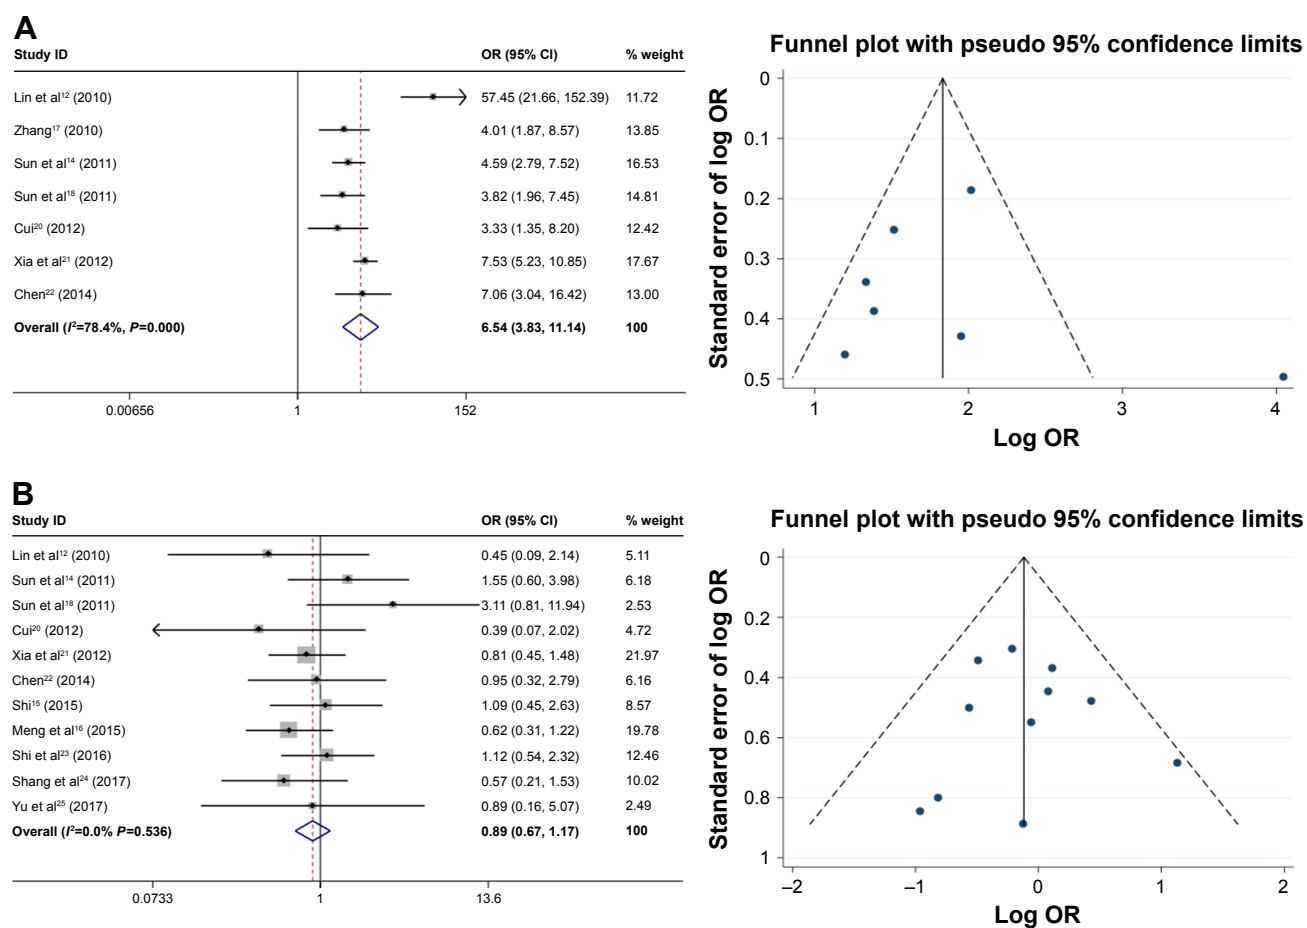 A
Study ID OR (95% CI) % weight
Lin et al¹² (2010) 57.45 (21.66, 152.39) 11.72
Zhang¹⁷ (2010) 4.01 (1.87, 8.57) 13.85
Sun et al¹⁴ (2011) 4.59 (2.79, 7.52) 16.53
Sun et al¹⁸ (2011) 3.82 (1.96, 7.45) 14.81
Cui²⁰ (2012) 3.33 (1.35, 8.20) 12.42
Xia et al²¹ (2012) 7.53 (5.23, 10.85) 17.67
Chen²² (2014) 7.06 (3.04, 16.42) 13.00
Overall (I²=78.4%, P=0.000) 6.54 (3.83, 11.14) 100
0.00656 1 152
Funnel plot with pseudo 95% confidence limits
Standard error of log OR
0
0.1
0.2
0.3
0.4
0.5
1 2 3 4
Log OR
B
Study ID OR (95% CI) % weight
Lin et al¹² (2010) 0.45 (0.09, 2.14) 5.11
Sun et al¹⁴ (2011) 1.55 (0.60, 3.98) 6.18
Sun et al¹⁸ (2011) 3.11 (0.81, 11.94) 2.53
Cui²⁰ (2012) 0.39 (0.07, 2.02) 4.72
Xia et al²¹ (2012) 0.81 (0.45, 1.48) 21.97
Chen²² (2014) 0.95 (0.32, 2.79) 6.16
Shi¹⁵ (2015) 1.09 (0.45, 2.63) 8.57
Meng et al¹⁶ (2015) 0.62 (0.31, 1.22) 19.78
Shi et al²³ (2016) 1.12 (0.54, 2.32) 12.46
Shang et al²⁴ (2017) 0.57 (0.21, 1.53) 10.02
Yu et al²⁵ (2017) 0.89 (0.16, 5.07) 2.49
Overall (I²=0.0% P=0.536) 0.89 (0.67, 1.17) 100
0.0733 1 13.6
Funnel plot with pseudo 95% confidence limits
Standard error of log OR
0
0.2
0.4
0.6
0.8
1
–2 –1 0 1 2
Log OR